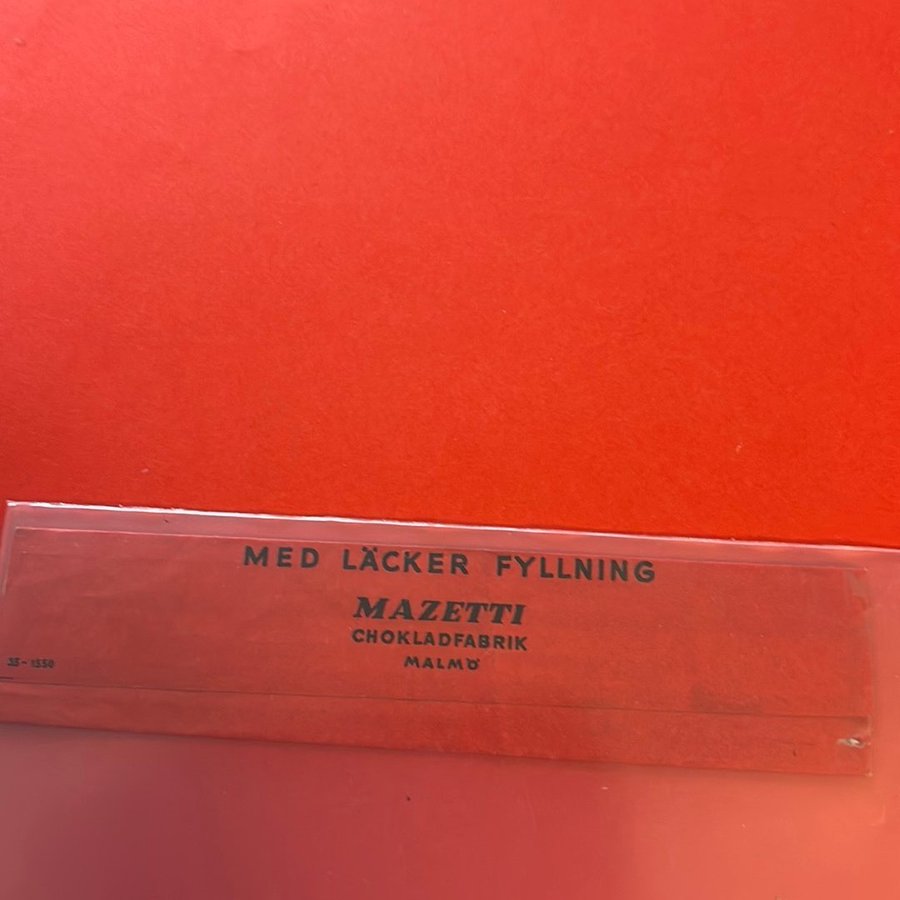 MED LÄCKER FYLLNING
MAZETTI
CHOKLADFABRIK
MALMÖ
35-1550